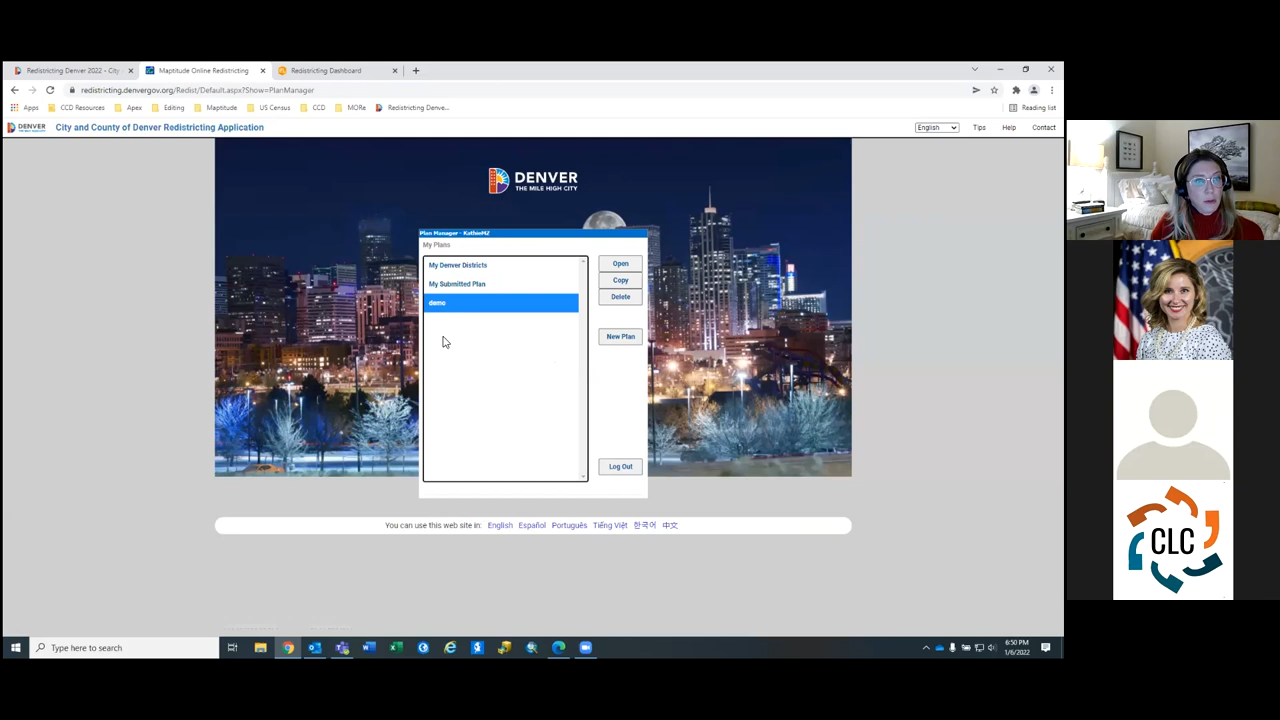 Redistricting Denver 2022 - City
Maptitude Online Redistricting
Redistricting Dashboard
redistricting.denvergov.org/Redist/Default.aspx?Show=PlanManager
Apps
CCD Resources
Apex
Editing
Maptitude
US Census
CCD
MORe
Redistricting Denve...
Reading list
DENVER
THE MILE HIGH CITY
City and County of Denver Redistricting Application
English
Tips
Help
Contact
DENVER
THE MILE HIGH CITY
Plan Manager - KathieMZ
My Plans
My Denver Districts
My Submitted Plan
demo
Open
Copy
Delete
New Plan
Log Out
You can use this web site in: English Español Português Tiếng Việt 한국어 中文
CLC
Type here to search
6:50 PM
1/6/2022